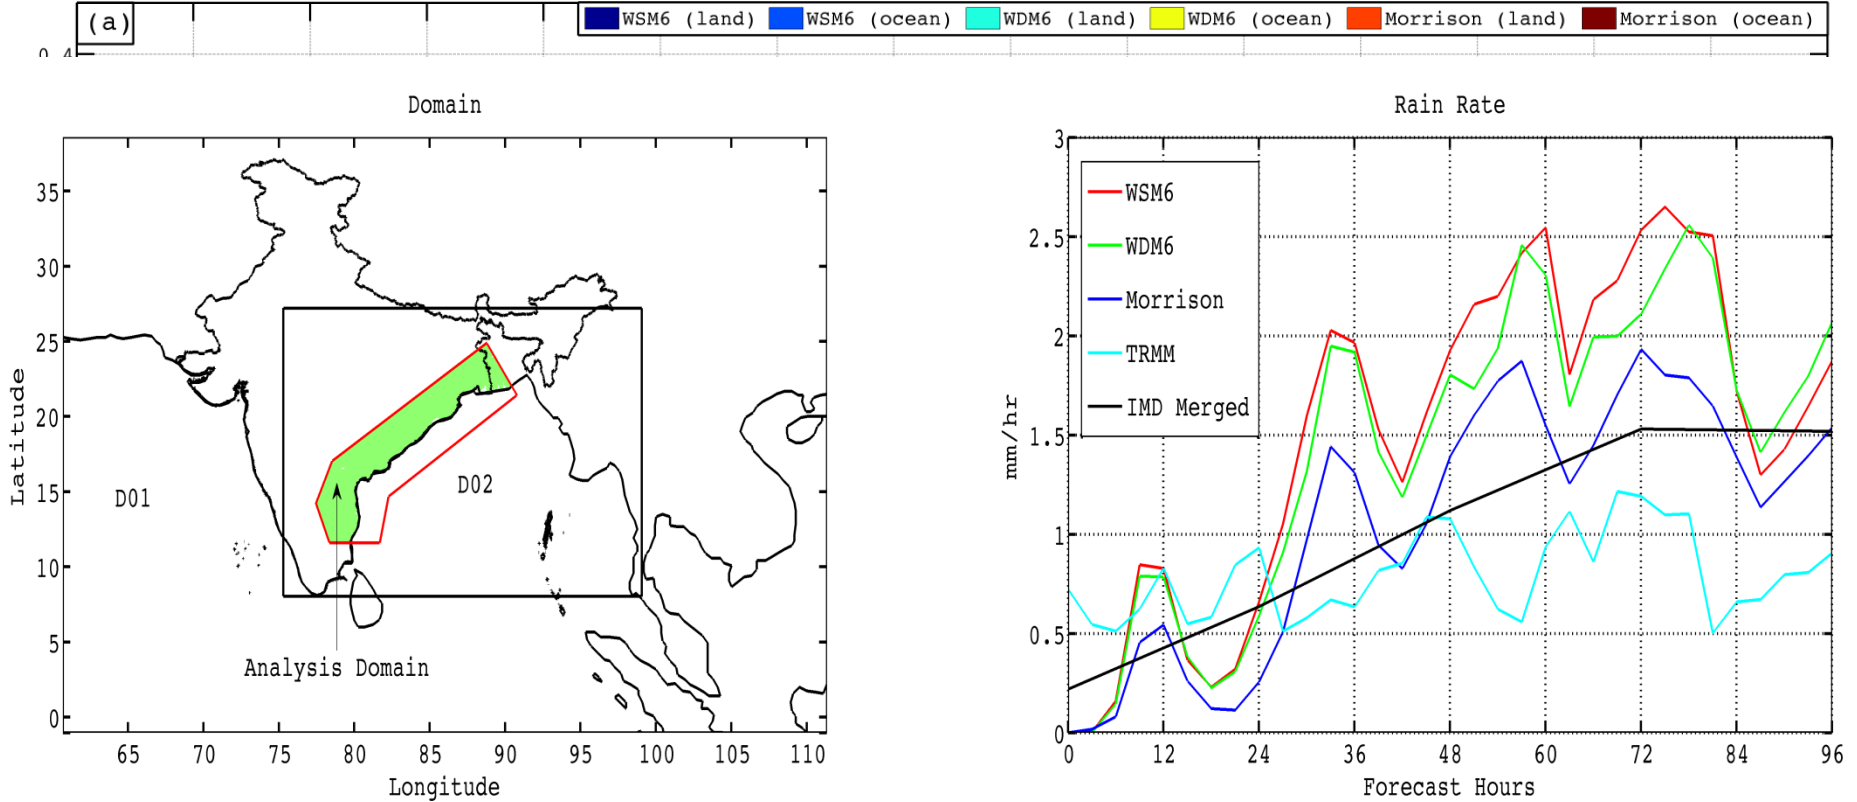 (a) WSM6 (land) WSM6 (ocean) WDM6 (land) WDM6 (ocean) Morrison (land) Morrison (ocean)
0.4
Domain
35
30
25
20
15
10
5
0
Latitude
D01
D02
Analysis Domain
65 70 75 80 85 90 95 100 105 110
Longitude
Rain Rate
3
2.5
2
1.5
1
0.5
0
mm/hr
WSM6
WDM6
Morrison
TRMM
IMD Merged
0 12 24 36 48 60 72 84 96
Forecast Hours